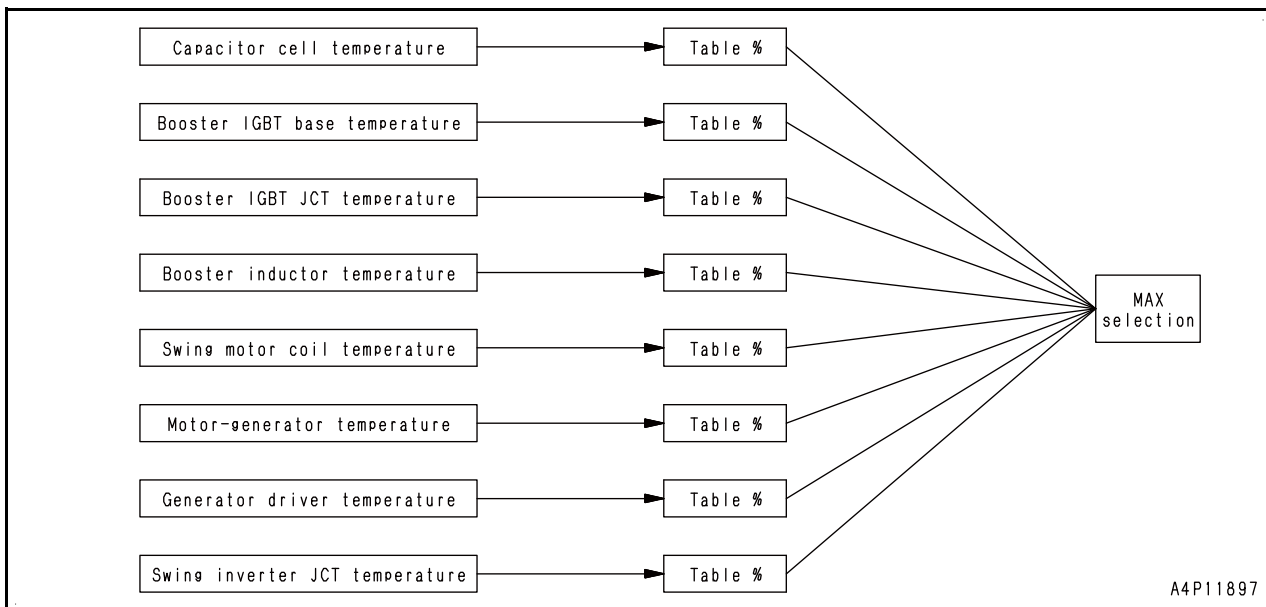 Capacitor cell temperature
Table %
Booster IGBT base temperature
Table %
Booster IGBT JCT temperature
Table %
Booster inductor temperature
Table %
MAX
selection
Swing motor coil temperature
Table %
Motor-generator temperature
Table %
Generator driver temperature
Table %
Swing inverter JCT temperature
Table %
A4P11897